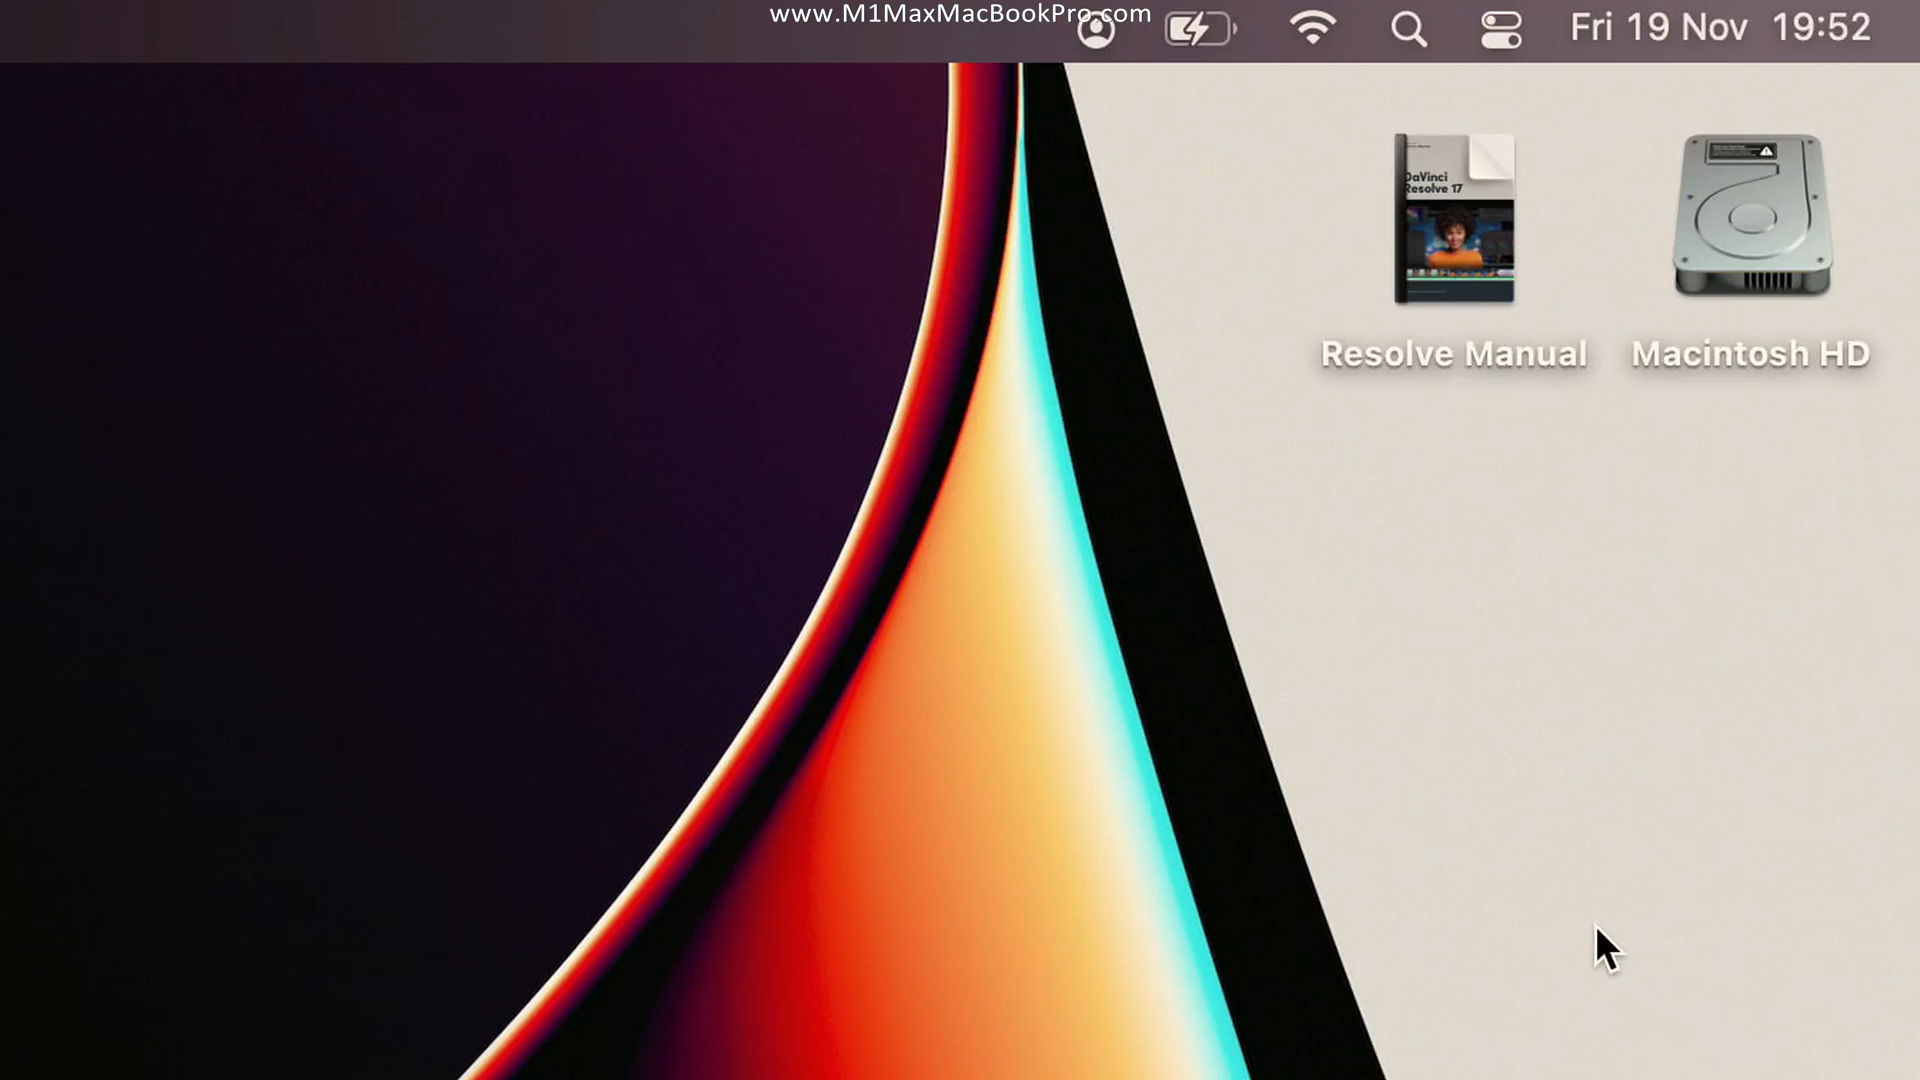 www.M1MaxMacBookPro.com
Fri 19 Nov 19:52
DaVinci
Resolve 17
Resolve Manual
Macintosh HD